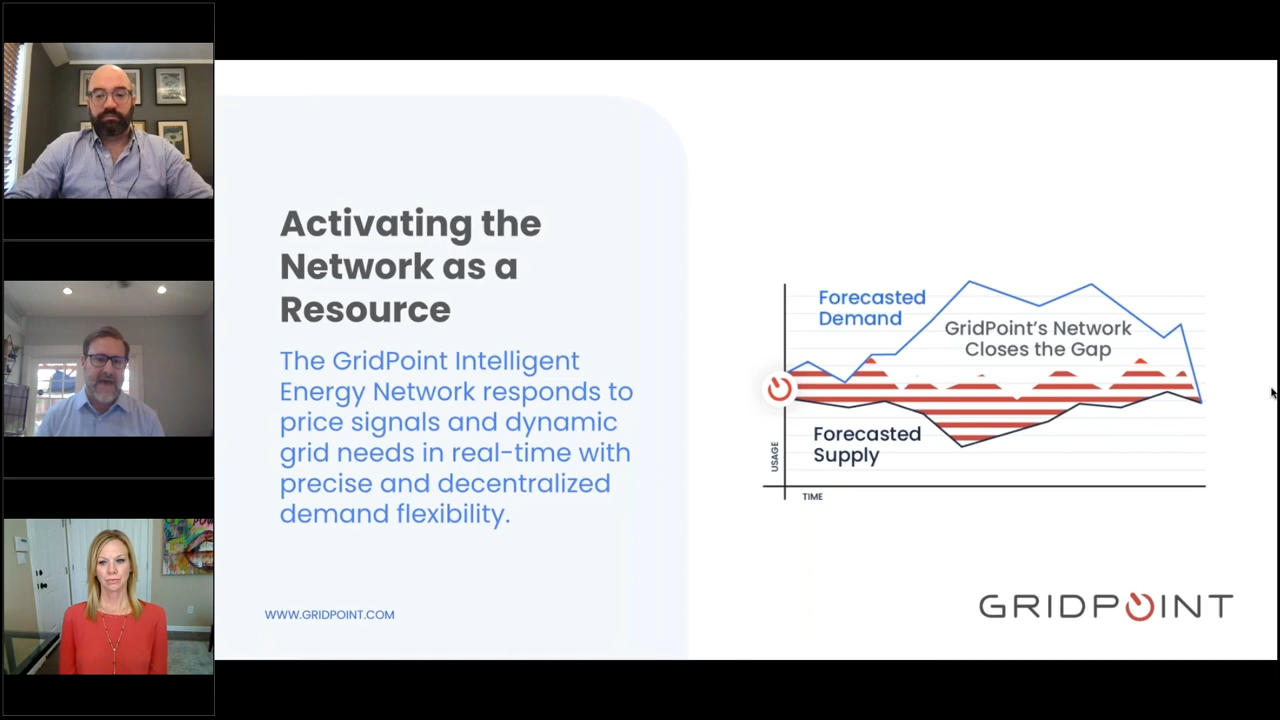 Activating the
Network as a
Resource
The GridPoint Intelligent
Energy Network responds to
price signals and dynamic
grid needs in real-time with
precise and decentralized
demand flexibility.
WWW.GRIDPOINT.COM
Forecasted
Demand
GridPoint's Network
Closes the Gap
Forecasted
Supply
USAGE
TIME
GRIDPOINT